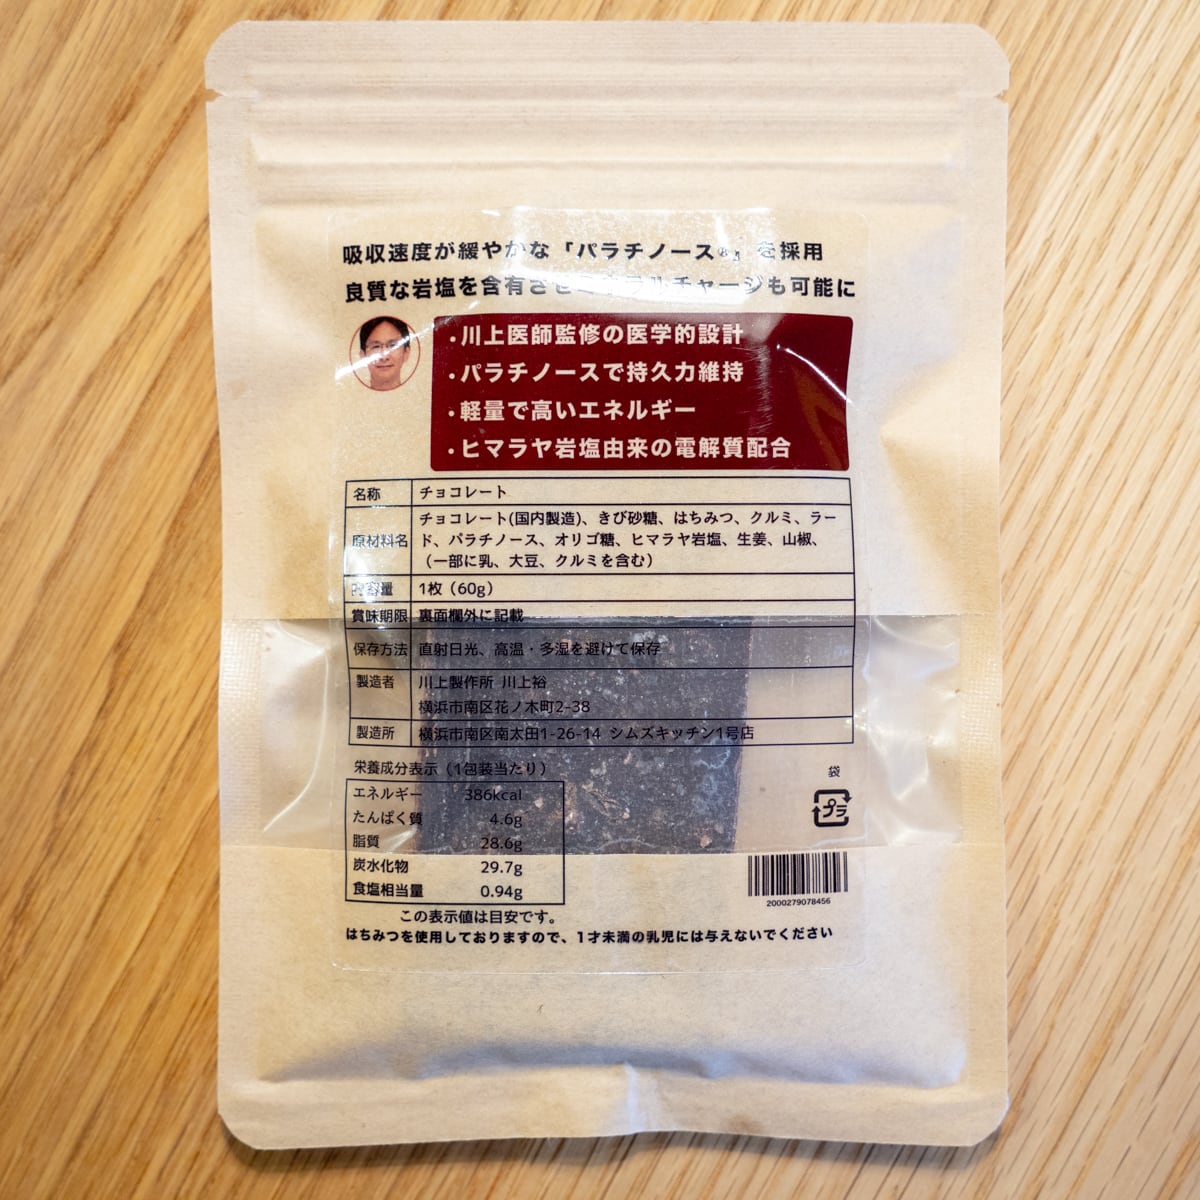 吸収速度が緩やかな「パラチノース®」を採用
良質な岩塩を含有させミネラルチャージも可能に
・川上医師監修の医学的設計
・パラチノースで持久力維持
・軽量で高いエネルギー
・ヒマラヤ岩塩由来の電解質配合
名称 チョコレート
原材料名 チョコレート(国内製造)、きび砂糖、はちみつ、クルミ、ラー
ド、パラチノース、オリゴ糖、ヒマラヤ岩塩、生姜、山椒、
（一部に乳、大豆、クルミを含む）
内容量 1枚（60g）
賞味期限 裏面欄外に記載
保存方法 直射日光、高温・多湿を避けて保存
製造者 川上製作所 川上裕
横浜市南区花ノ木町2-38
製造所 横浜市南区南太田1-26-14 シムズキッチン1号店
栄養成分表示（1包装当たり）
エネルギー 386kcal
たんぱく質 4.6g
脂質 28.6g
炭水化物 29.7g
食塩相当量 0.94g
袋
プラ
2000279078456
この表示値は目安です。
はちみつを使用しておりますので、1才未満の乳児には与えないでください